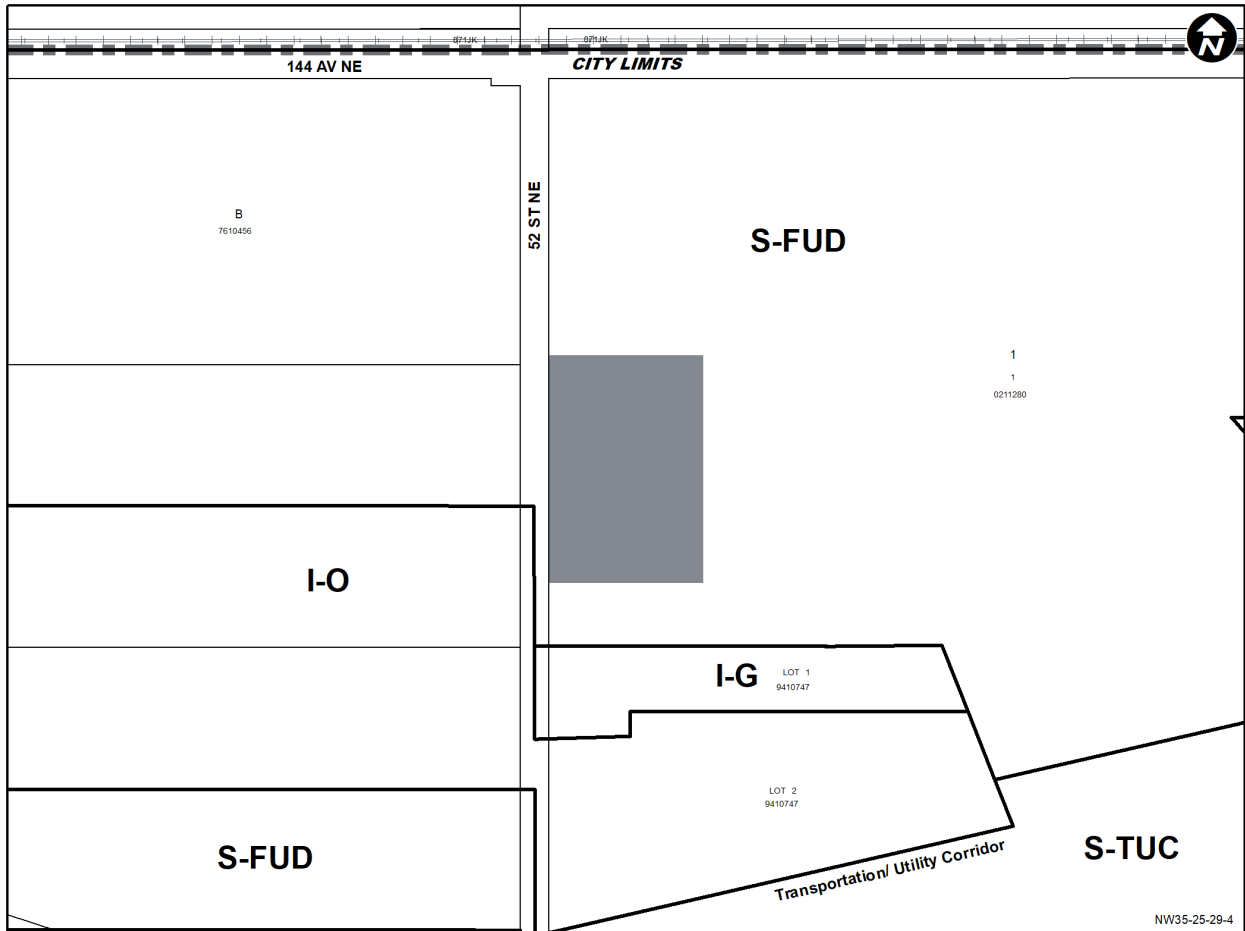 871JK
871JK
N
144 AV NE
CITY LIMITS
52 ST NE
B
7610456
S-FUD
1
1
0211280
I-O
I-G
LOT 1
9410747
LOT 2
9410747
S-FUD
S-TUC
Transportation/ Utility Corridor
NW35-25-29-4